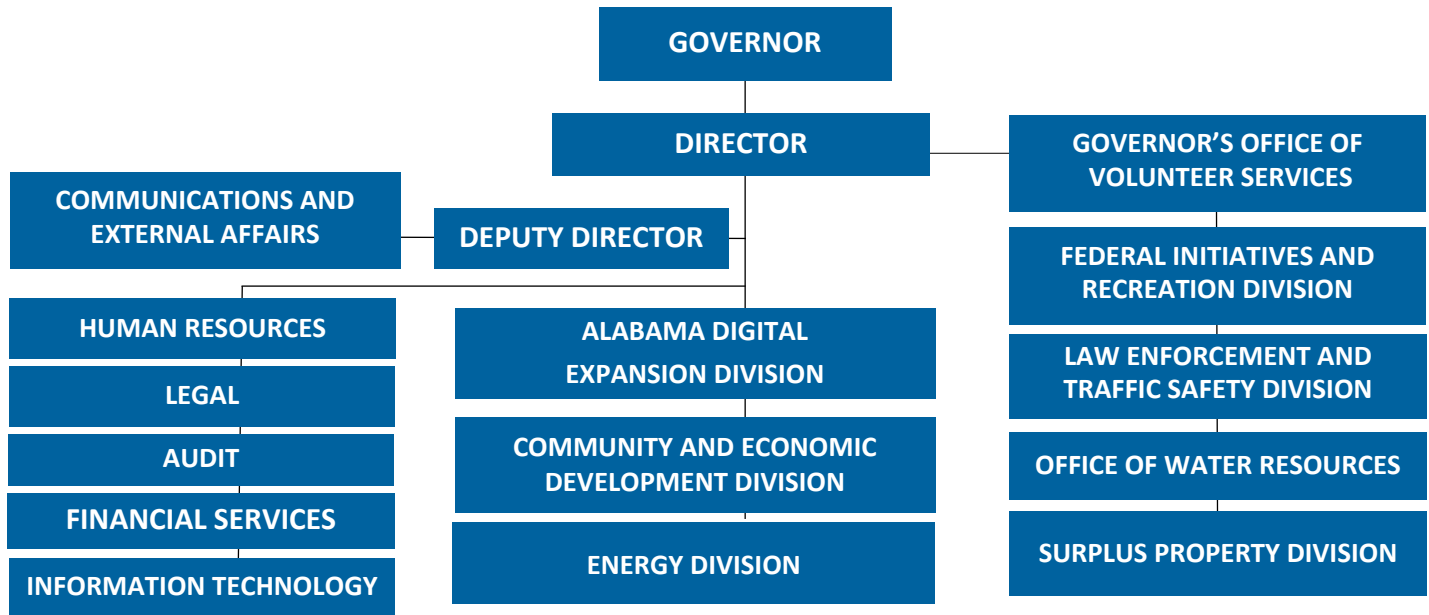 GOVERNOR
DIRECTOR
GOVERNOR’S OFFICE OF
VOLUNTEER SERVICES
COMMUNICATIONS AND
EXTERNAL AFFAIRS
DEPUTY DIRECTOR
FEDERAL INITIATIVES AND
RECREATION DIVISION
HUMAN RESOURCES
LEGAL
AUDIT
FINANCIAL SERVICES
INFORMATION TECHNOLOGY
ALABAMA DIGITAL
EXPANSION DIVISION
COMMUNITY AND ECONOMIC
DEVELOPMENT DIVISION
ENERGY DIVISION
LAW ENFORCEMENT AND
TRAFFIC SAFETY DIVISION
OFFICE OF WATER RESOURCES
SURPLUS PROPERTY DIVISION